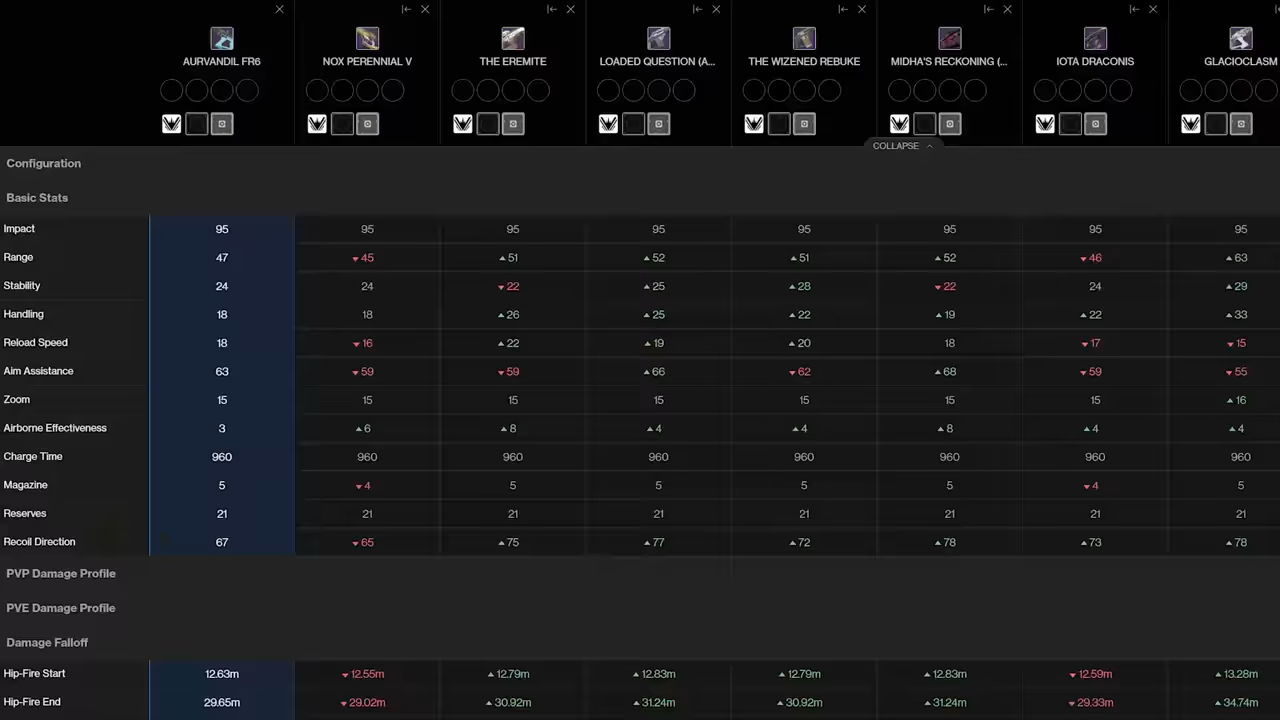 AURVANDIL FR6 NOX PERENNIAL V THE EREMITE LOADED QUESTION (A... THE WIZENED REBUKE MIDHA'S RECKONING (... IOTA DRACONIS GLACIOCLASM
COLLAPSE
Configuration
Basic Stats
Impact 95 95 95 95 95 95 95 95
Range 47 45 51 52 51 52 46 63
Stability 24 24 22 25 28 22 24 29
Handling 18 18 26 25 22 19 22 33
Reload Speed 18 16 22 19 20 18 17 15
Aim Assistance 63 59 59 66 62 68 59 55
Zoom 15 15 15 15 15 15 15 16
Airborne Effectiveness 3 6 8 4 4 8 4 4
Charge Time 960 960 960 960 960 960 960 960
Magazine 5 4 5 5 5 5 4 5
Reserves 21 21 21 21 21 21 21 21
Recoil Direction 67 65 75 77 72 78 73 78
PVP Damage Profile
PVE Damage Profile
Damage Falloff
Hip-Fire Start 12.63m 12.55m 12.79m 12.83m 12.79m 12.83m 12.59m 13.28m
Hip-Fire End 29.65m 29.02m 30.92m 31.24m 30.92m 31.24m 29.33m 34.74m